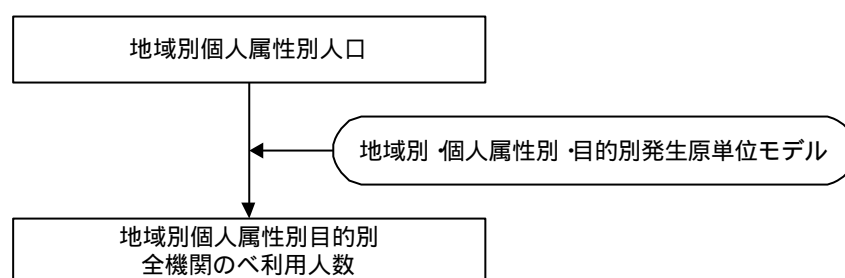 地域別個人属性別人口
地域別・個人属性別・目的別発生原単位モデル
地域別個人属性別目的別
全機関のべ利用人数